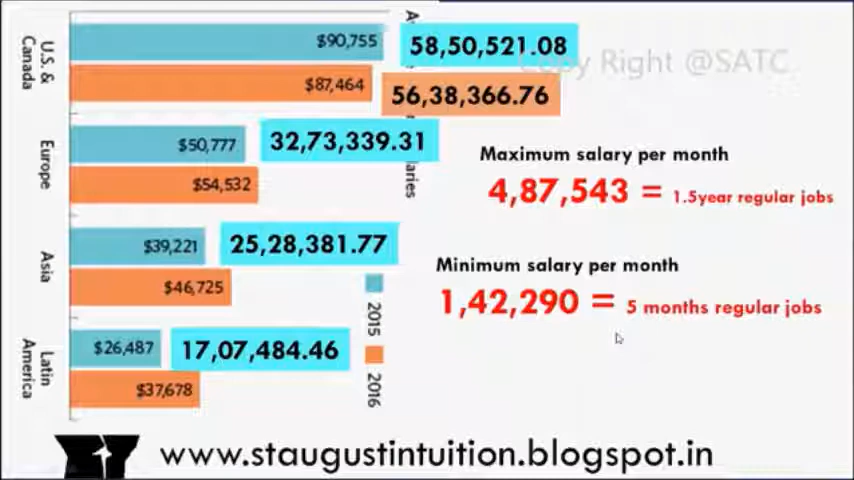 U.S. &
Canada
$90,755
58,50,521.08
Copy Right @SATC
$87,464
56,38,366.76
Europe
$50,777
32,73,339.31
$54,532
Maximum salary per month
4,87,543 = 1.5year regular jobs
Asia
$39,221
25,28,381.77
$46,725
Minimum salary per month
1,42,290 = 5 months regular jobs
Latin
America
$26,487
17,07,484.46
$37,678
2015
2016
www.staugustintuition.blogspot.in